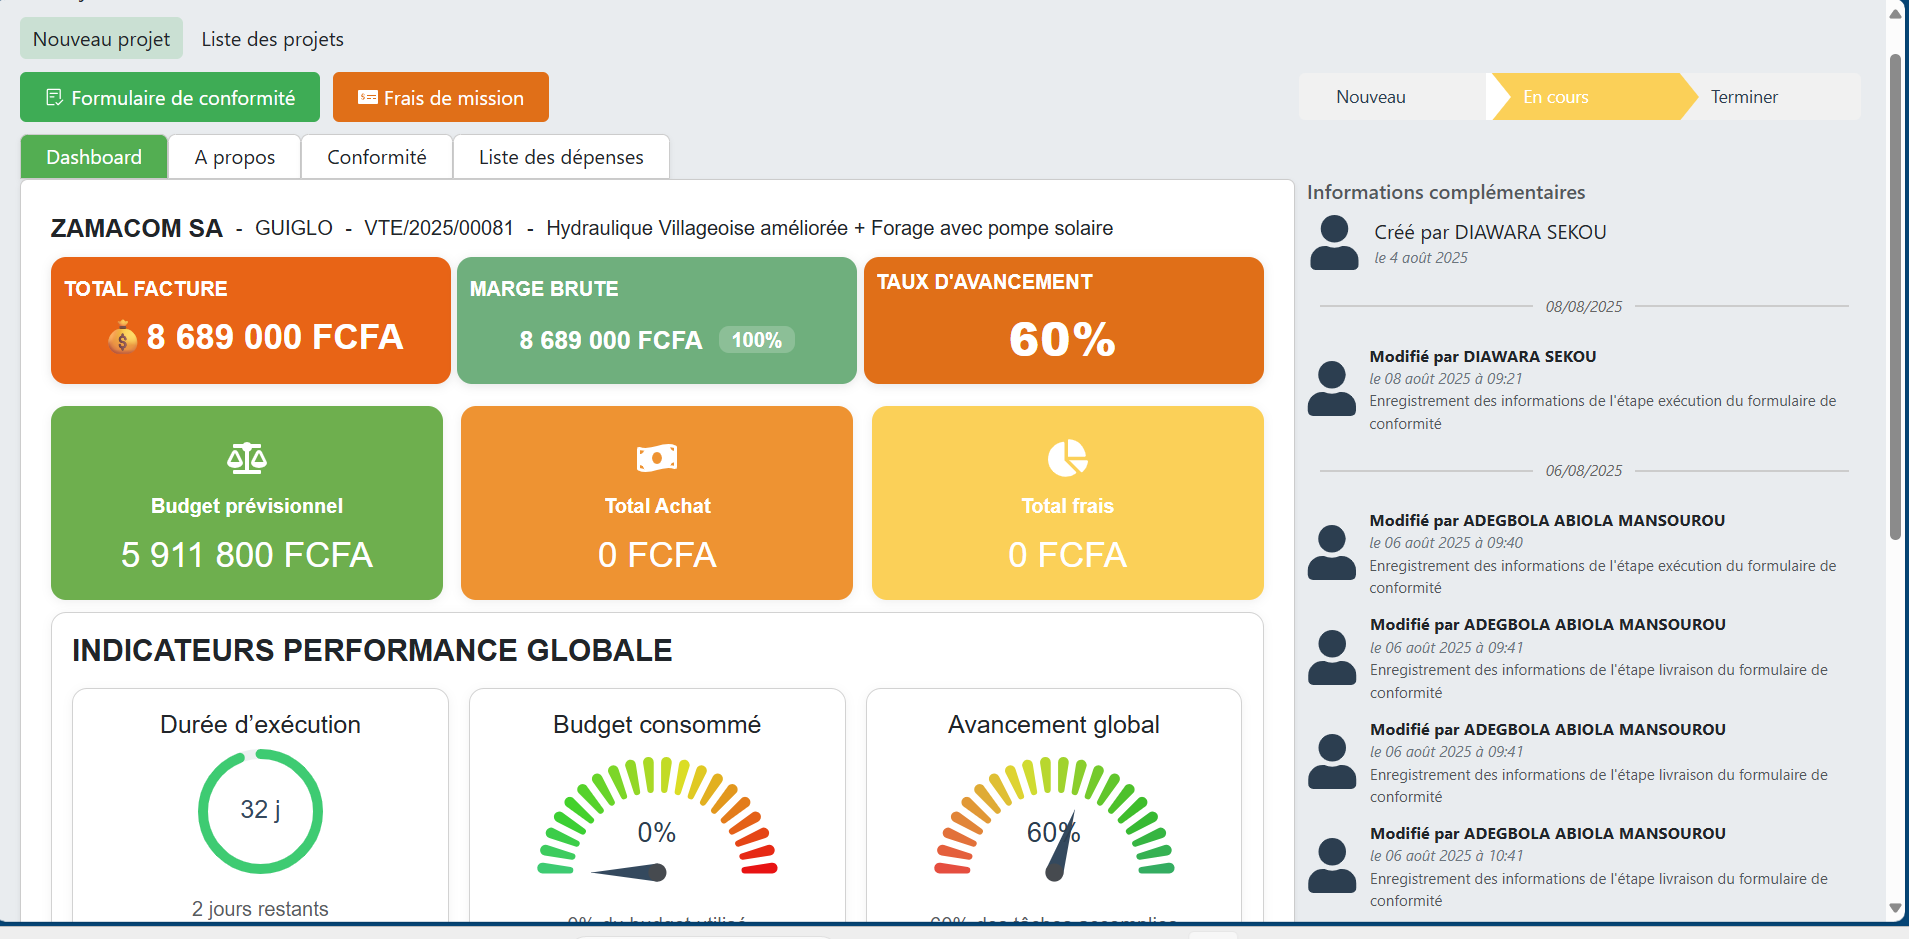 Nouveau projet Liste des projets
Formulaire de conformité Frais de mission
Nouveau En cours Terminer
Dashboard A propos Conformité Liste des dépenses
ZAMACOM SA - GUIGLO - VTE/2025/00081 - Hydraulique Villageoise améliorée + Forage avec pompe solaire
TOTAL FACTURE
8 689 000 FCFA
MARGE BRUTE
8 689 000 FCFA 100%
TAUX D'AVANCEMENT
60%
Budget prévisionnel
5 911 800 FCFA
Total Achat
0 FCFA
Total frais
0 FCFA
INDICATEURS PERFORMANCE GLOBALE
Durée d’exécution
32 j
2 jours restants
Budget consommé
0%
0% du budget utilisé
Avancement global
60%
60% des tâches accomplies
Informations complémentaires
Créé par DIAWARA SEKOU
le 4 août 2025
08/08/2025
Modifié par DIAWARA SEKOU
le 08 août 2025 à 09:21
Enregistrement des informations de l'étape exécution du formulaire de
conformité
06/08/2025
Modifié par ADEGBOLA ABIOLA MANSOUROU
le 06 août 2025 à 09:40
Enregistrement des informations de l'étape exécution du formulaire de
conformité
Modifié par ADEGBOLA ABIOLA MANSOUROU
le 06 août 2025 à 09:41
Enregistrement des informations de l'étape livraison du formulaire de
conformité
Modifié par ADEGBOLA ABIOLA MANSOUROU
le 06 août 2025 à 09:41
Enregistrement des informations de l'étape livraison du formulaire de
conformité
Modifié par ADEGBOLA ABIOLA MANSOUROU
le 06 août 2025 à 10:41
Enregistrement des informations de l'étape livraison du formulaire de
conformité